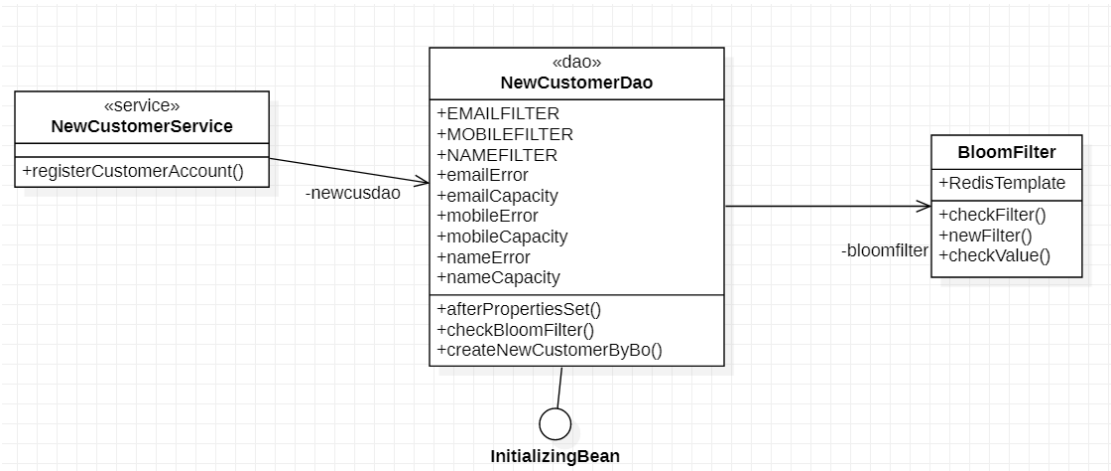 «service»
NewCustomerService
+registerCustomerAccount()
-newcusdao
«dao»
NewCustomerDao
+EMAILFILTER
+MOBILEFILTER
+NAMEFILTER
+emailError
+emailCapacity
+mobileError
+mobileCapacity
+nameError
+nameCapacity
+afterPropertiesSet()
+checkBloomFilter()
+createNewCustomerByBo()
InitializingBean
-bloomfilter
BloomFilter
+RedisTemplate
+checkFilter()
+newFilter()
+checkValue()